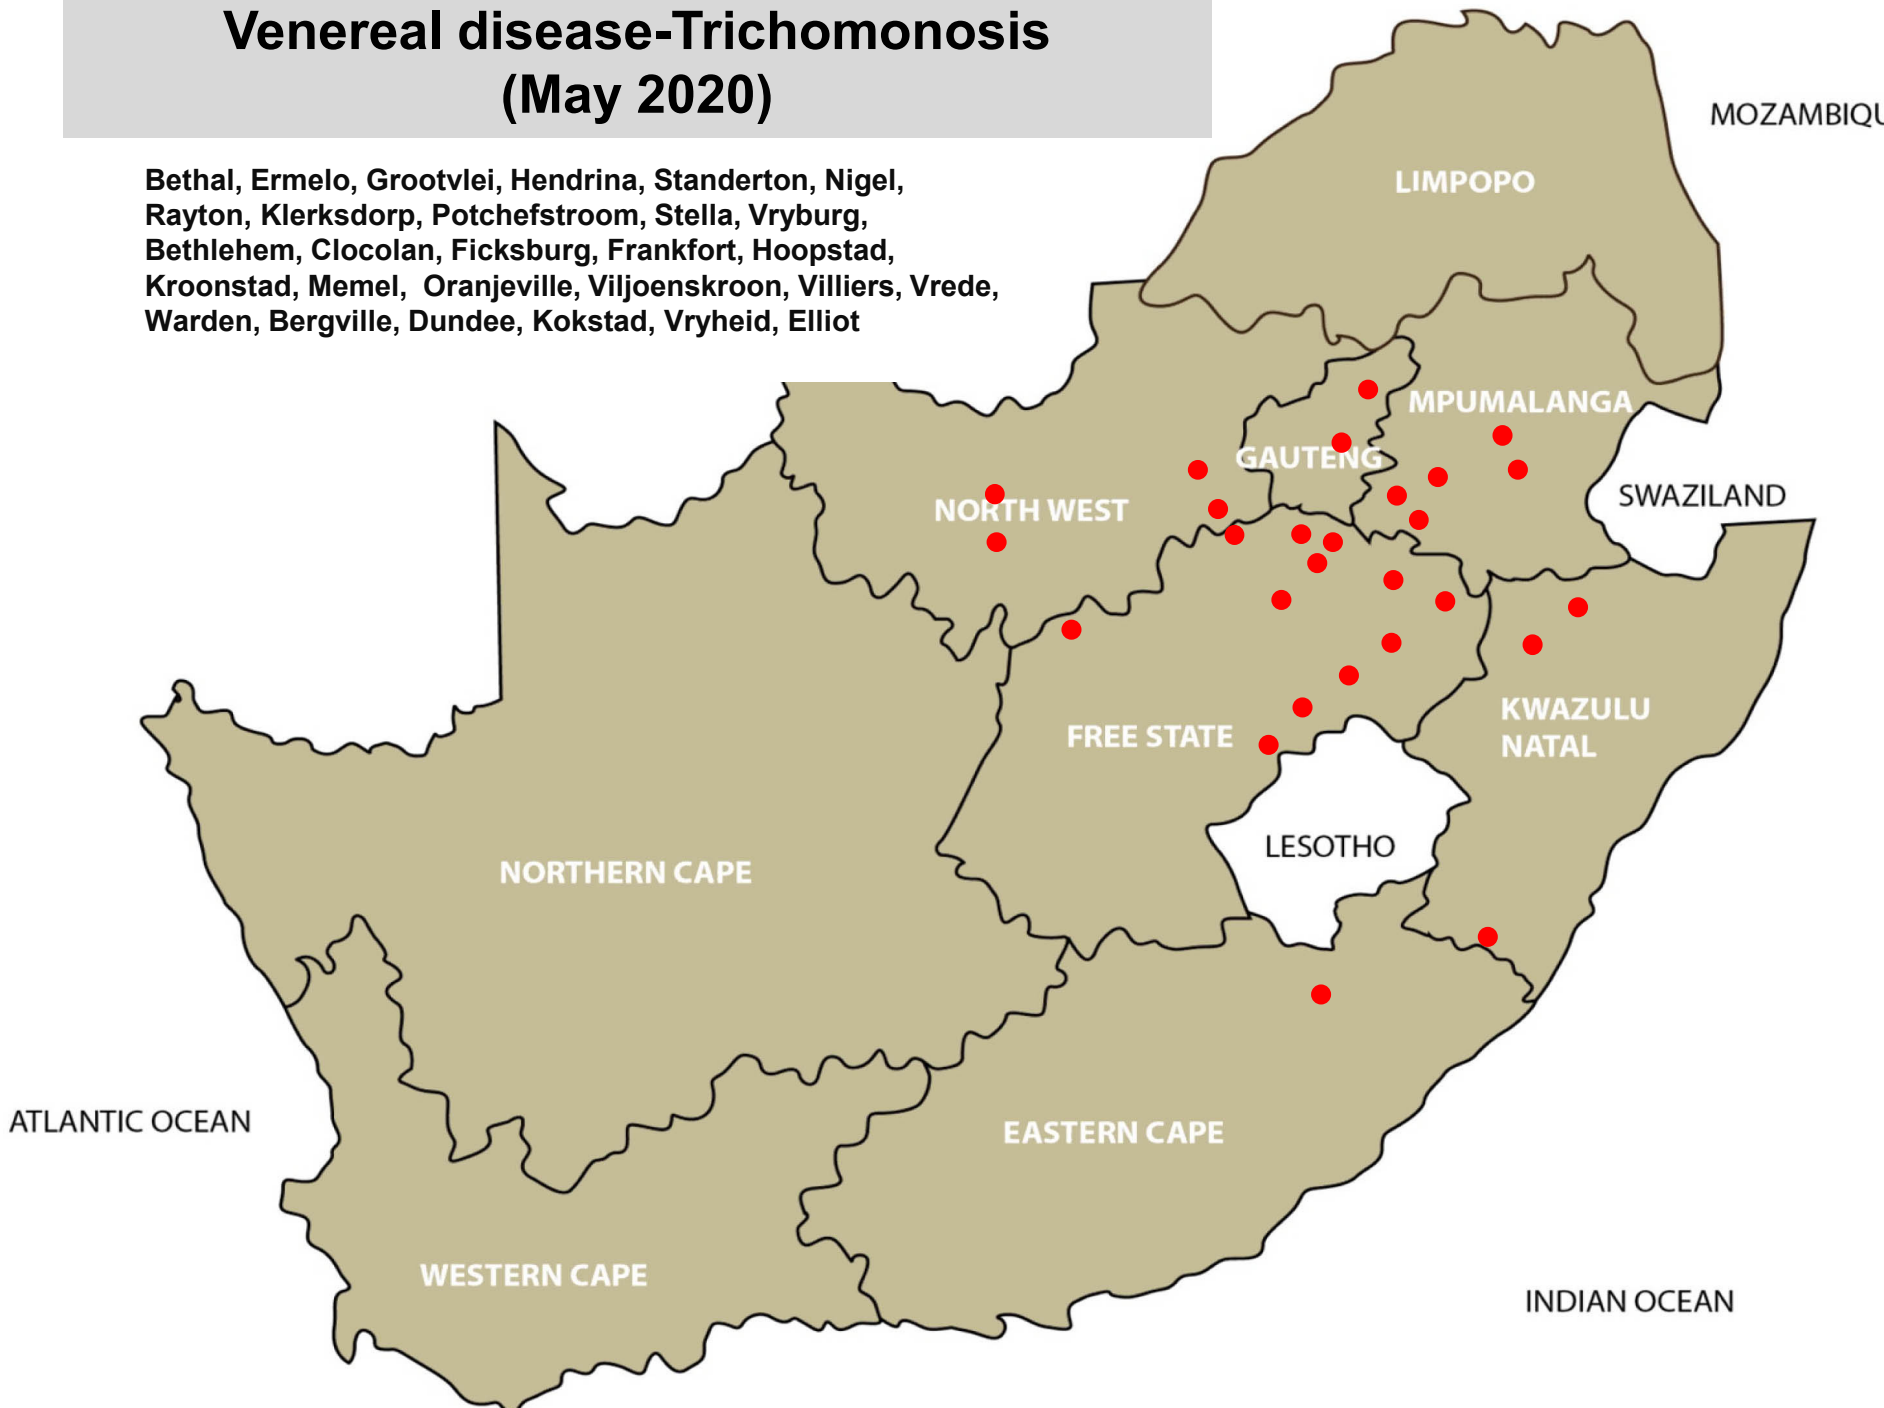 Venereal disease-Trichomonosis
(May 2020)
Bethal, Ermelo, Grootvlei, Hendrina, Standerton, Nigel,
Rayton, Klerksdorp, Potchefstroom, Stella, Vryburg,
Bethlehem, Clocolan, Ficksburg, Frankfort, Hoopstad,
Kroonstad, Memel, Oranjeville, Viljoenskroon, Villiers, Vrede,
Warden, Bergville, Dundee, Kokstad, Vryheid, Elliot
MOZAMBIQU
LIMPOPO
MPUMALANGA
GAUTENG
SWAZILAND
NORTH WEST
KWAZULU
NATAL
FREE STATE
LESOTHO
NORTHERN CAPE
ATLANTIC OCEAN
EASTERN CAPE
WESTERN CAPE
INDIAN OCEAN